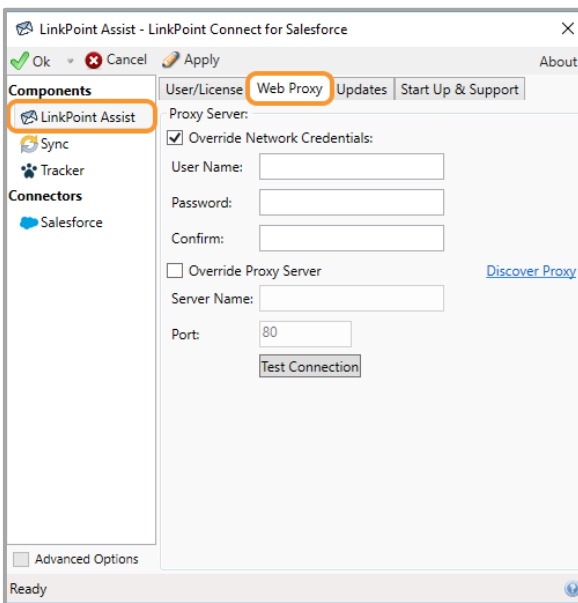 LinkPoint Assist - LinkPoint Connect for Salesforce
Ok Cancel Apply About
Components
LinkPoint Assist
Sync
Tracker
Connectors
Salesforce
User/License Web Proxy Updates Start Up & Support
Proxy Server:
Override Network Credentials:
User Name:
Password:
Confirm:
Override Proxy Server Discover Proxy
Server Name:
Port: 80
Test Connection
Advanced Options
Ready